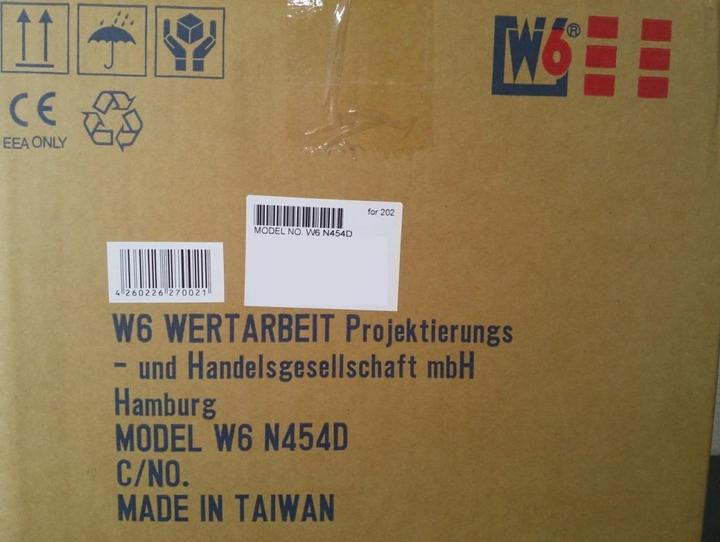 W6®
CE
EEA ONLY
for 202
MODEL NO. W6 N454D
4 260226 270021
W6 WERTARBEIT Projektierungs
- und Handelsgesellschaft mbH
Hamburg
MODEL W6 N454D
C/NO.
MADE IN TAIWAN